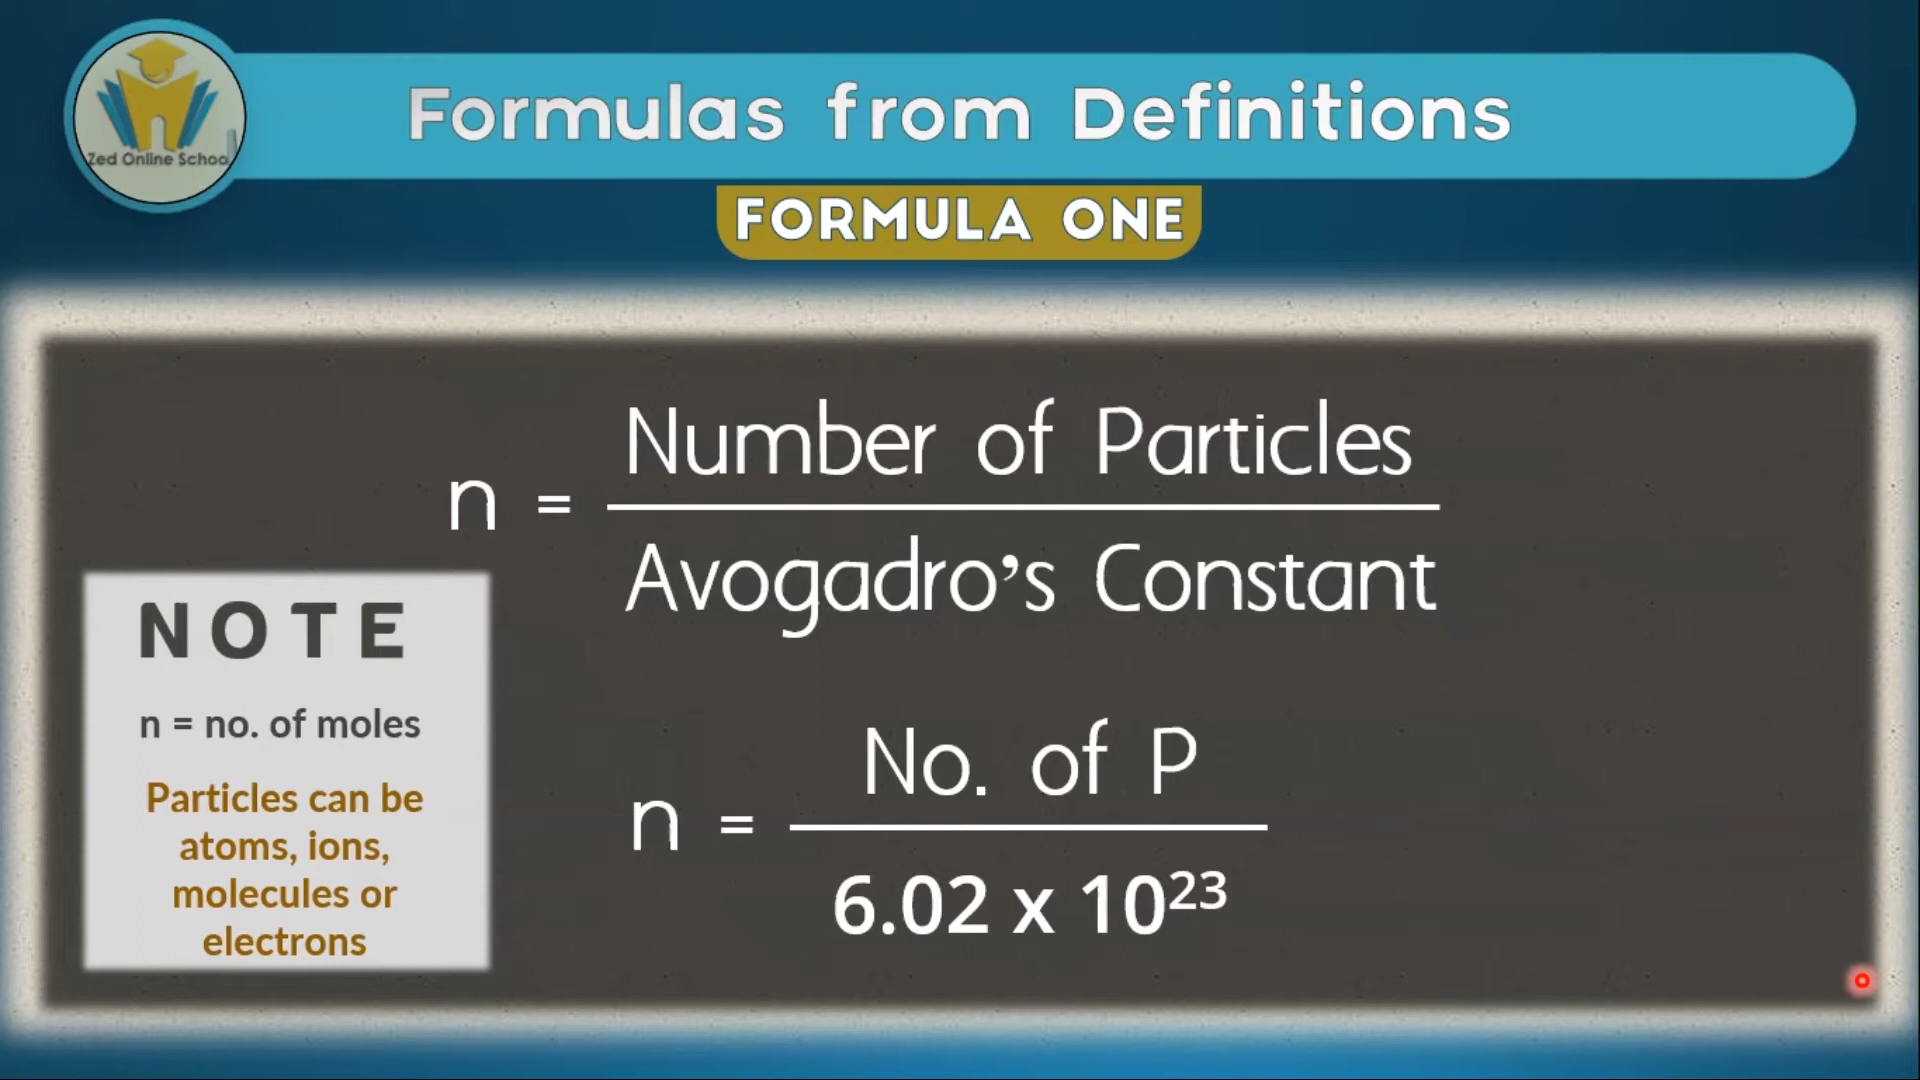 Zed Online School
Formulas from Definitions
FORMULA ONE
n = Number of Particles
Avogadro's Constant
NOTE
n = no. of moles
Particles can be
atoms, ions,
molecules or
electrons
n = No. of P
6.02 x 10²³